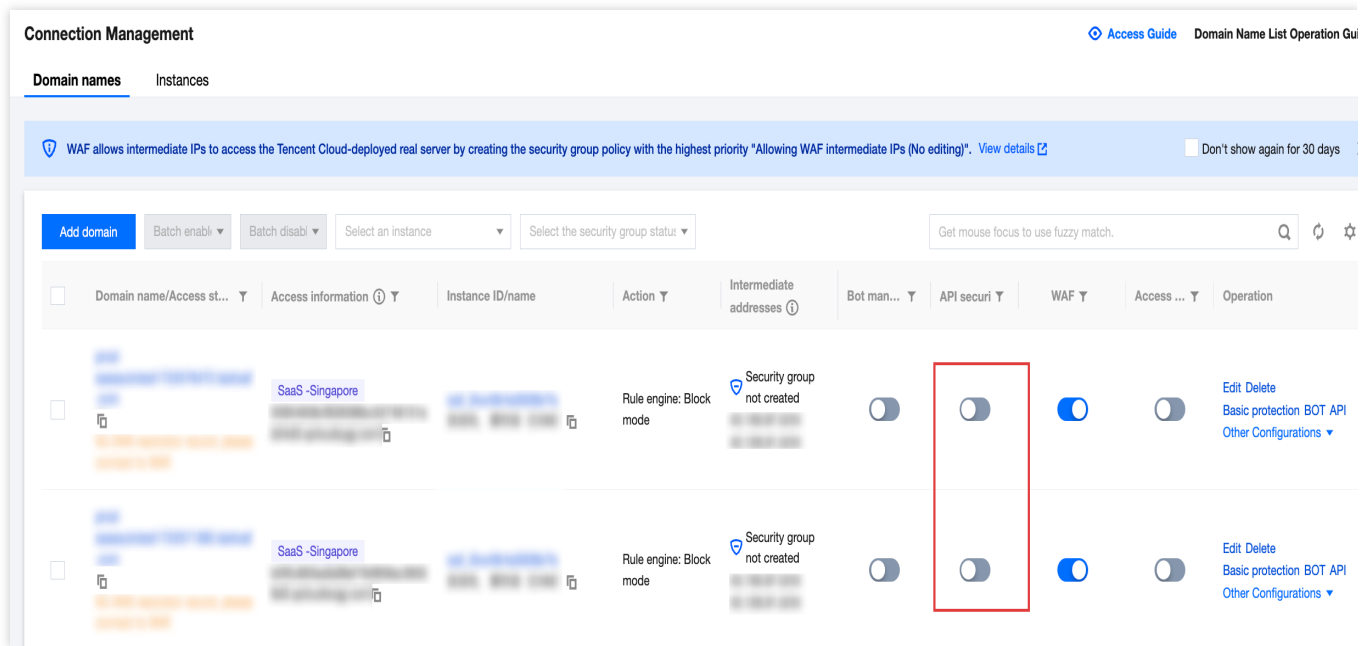 Connection Management
Access Guide
Domain Name List Operation Gui
Domain names
Instances
WAF allows intermediate IPs to access the Tencent Cloud-deployed real server by creating the security group policy with the highest priority "Allowing WAF intermediate IPs (No editing)". View details
Don't show again for 30 days
Add domain
Batch enabl
Batch disabl
Select an instance
Select the security group status
Get mouse focus to use fuzzy match.
Domain name/Access st...
Access information
Instance ID/name
Action
Intermediate
addresses
Bot man...
API securi
WAF
Access ...
Operation
SaaS -Singapore
Rule engine: Block
mode
Security group
not created
Edit Delete
Basic protection BOT API
Other Configurations
SaaS -Singapore
Rule engine: Block
mode
Security group
not created
Edit Delete
Basic protection BOT API
Other Configurations